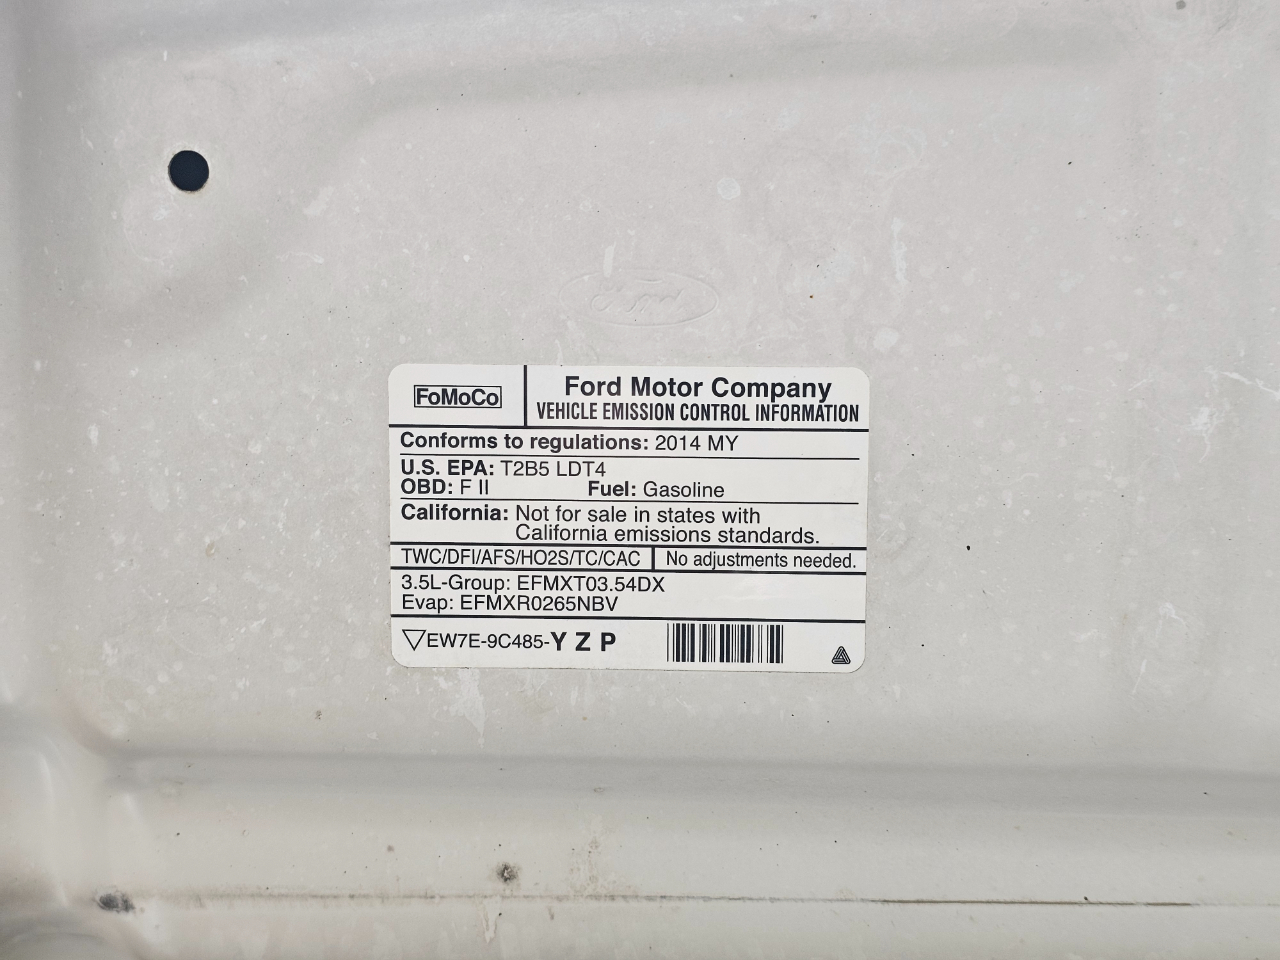 Ford
FoMoCo
Ford Motor Company
VEHICLE EMISSION CONTROL INFORMATION
Conforms to regulations: 2014 MY
U.S. EPA: T2B5 LDT4
OBD: F II Fuel: Gasoline
California: Not for sale in states with
California emissions standards.
TWC/DFI/AFS/HO2S/TC/CAC No adjustments needed.
3.5L-Group: EFMXT03.54DX
Evap: EFMXR0265NBV
EW7E-9C485-Y Z P